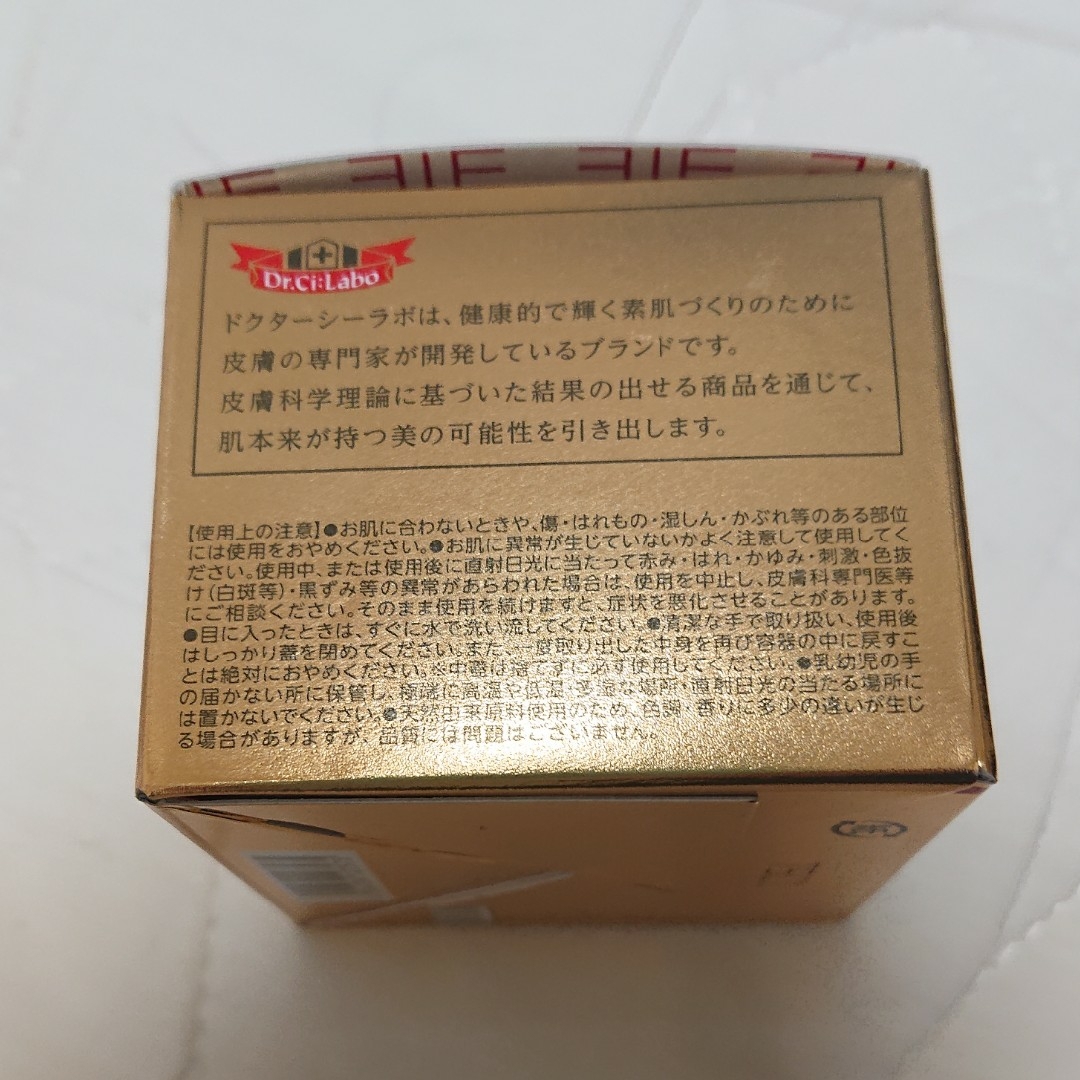 Dr.Ci:Labo
ドクターシーラボは、健康的で輝く素肌づくりのために
皮膚の専門家が開発しているブランドです。
皮膚科学理論に基づいた結果の出せる商品を通じて、
肌本来が持つ美の可能性を引き出します。
【使用上の注意】●お肌に合わないときや、傷・はれもの・湿しん・かぶれ等のある部位
には使用をおやめください。●お肌に異常が生じていないかよく注意して使用してく
ださい。使用中、または使用後に直射日光に当たって赤み・はれ・かゆみ・刺激・色抜
け(白斑等)・黒ずみ等の異常があらわれた場合は、使用を中止し、皮膚科専門医等
にご相談ください。そのまま使用を続けますと、症状を悪化させることがあります。
●目に入ったときは、すぐに水で洗い流してください。●清潔な手で取り扱い、使用後
はしっかり蓋を閉めてください。また、一度取り出した中身を再び容器の中に戻すこ
とは絶対におやめください。※中蓋は捨てずに必ず使用してください。●乳幼児の手
の届かない所に保管し、極端に高温や低温、多湿な場所、直射日光の当たる場所に
は置かないでください。●天然由来原料使用のため、色調・香りに多少の違いが生じ
る場合がありますが、品質には問題はございません。